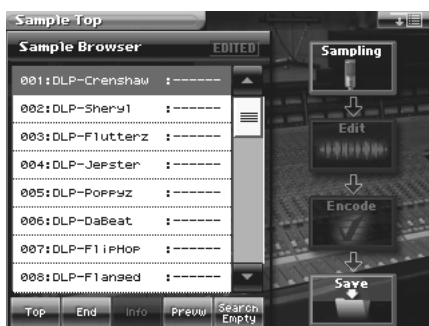 Sample Top
Sample Browser EDITED
001:DLP-Crenshaw :------
002:DLP-Sheryl :------
003:DLP-Flutterz :------
004:DLP-Jepster :------
005:DLP-Poppyz :------
006:DLP-DaBeat :------
007:DLP-FlipHop :------
008:DLP-Flanged :------
Top End Info Prevw Search Empty
Sampling
Edit
Encode
Save